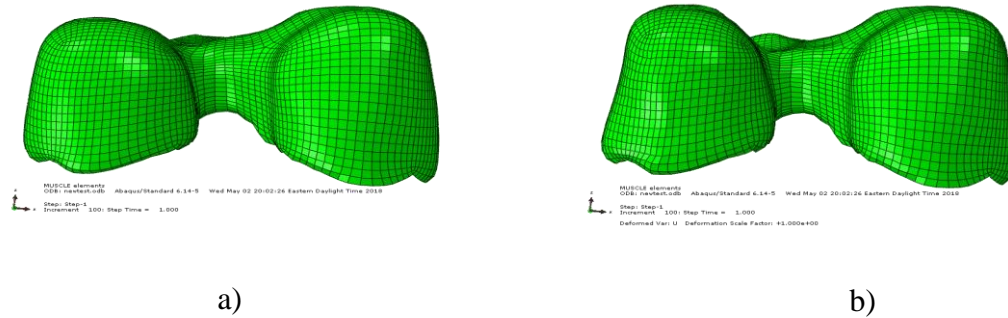 MUSCLE elements
ODB: newtest.odb Abaqus/Standard 6.14-5 Wed May 02 20:02:26 Eastern Daylight Time 2018
Step: Step-1
Increment 100: Step Time = 1.000
a)
MUSCLE elements
ODB: newtest.odb Abaqus/Standard 6.14-5 Wed May 02 20:02:26 Eastern Daylight Time 2018
Step: Step-1
Increment 100: Step Time = 1.000
Deformed Var: U Deformation Scale Factor: +1.000e+00
b)